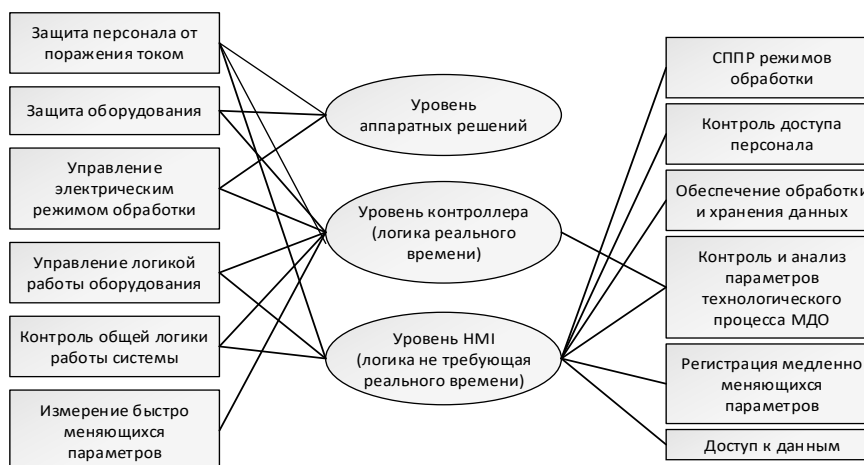 Защита персонала от
поражения током
Защита оборудования
Управление
электрическим
режимом обработки
Управление логикой
работы оборудования
Контроль общей логики
работы системы
Измерение быстро
меняющихся
параметров
Уровень
аппаратных решений
Уровень контроллера
(логика реального
времени)
Уровень HMI
(логика не требующая
реального времени)
СППР режимов
обработки
Контроль доступа
персонала
Обеспечение обработки
и хранения данных
Контроль и анализ
параметров
технологического
процесса МДО
Регистрация медленно
меняющихся
параметров
Доступ к данным